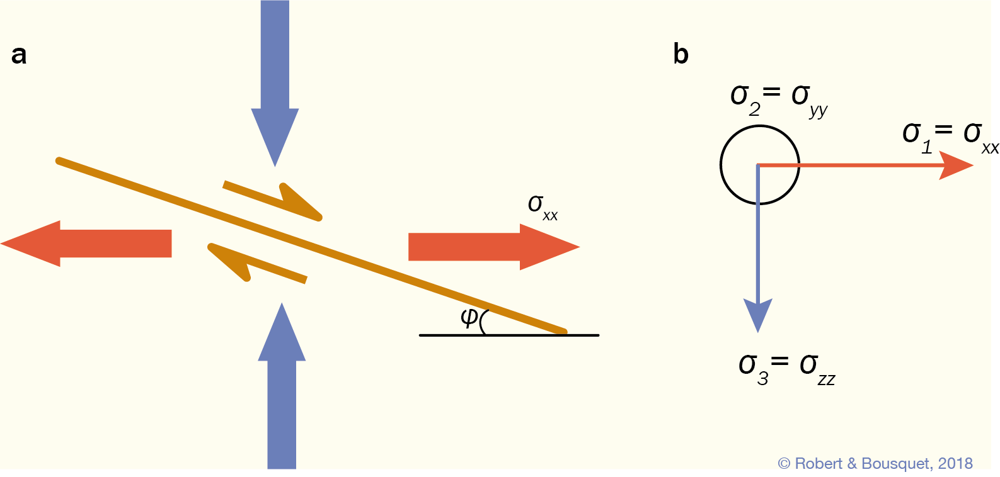 a
b
σ2= σyy
σ1= σxx
σxx
φ
σ3= σzz
© Robert & Bousquet, 2018